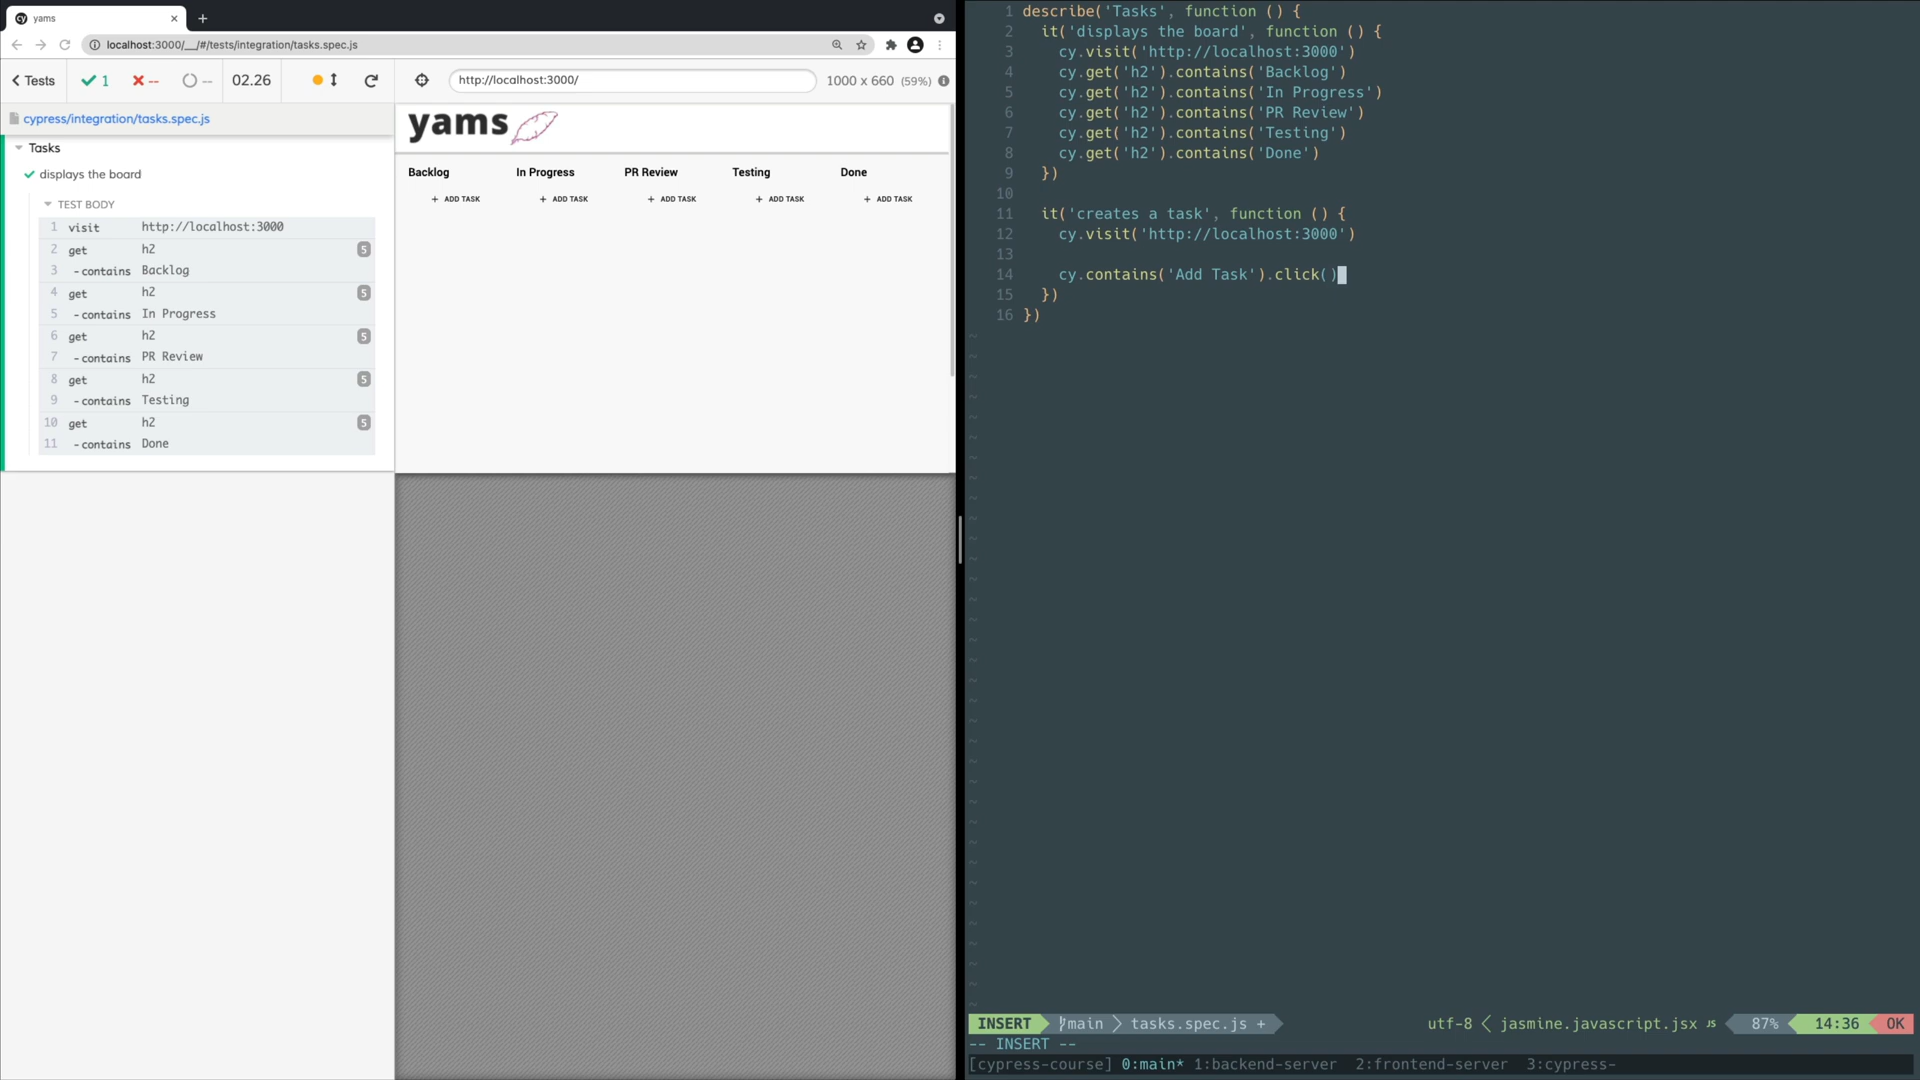 yams
localhost:3000/__/#/tests/integration/tasks.spec.js
Tests
1
--
--
02.26
http://localhost:3000/
1000 x 660 (59%)
cypress/integration/tasks.spec.js
Tasks
displays the board
TEST BODY
1 visit http://localhost:3000
2 get h2 5
3 -contains Backlog
4 get h2 5
5 -contains In Progress
6 get h2 5
7 -contains PR Review
8 get h2 5
9 -contains Testing
10 get h2 5
11 -contains Done
yams
Backlog In Progress PR Review Testing Done
+ ADD TASK + ADD TASK + ADD TASK + ADD TASK + ADD TASK
1 describe('Tasks', function () {
2 it('displays the board', function () {
3 cy.visit('http://localhost:3000')
4 cy.get('h2').contains('Backlog')
5 cy.get('h2').contains('In Progress')
6 cy.get('h2').contains('PR Review')
7 cy.get('h2').contains('Testing')
8 cy.get('h2').contains('Done')
9 })
10
11 it('creates a task', function () {
12 cy.visit('http://localhost:3000')
13
14 cy.contains('Add Task').click()
15 })
16 })
INSERT main tasks.spec.js + utf-8 jasmine.javascript.jsx JS 87% 14:36 OK
-- INSERT --
[cypress-course] 0:main* 1:backend-server 2:frontend-server 3:cypress-